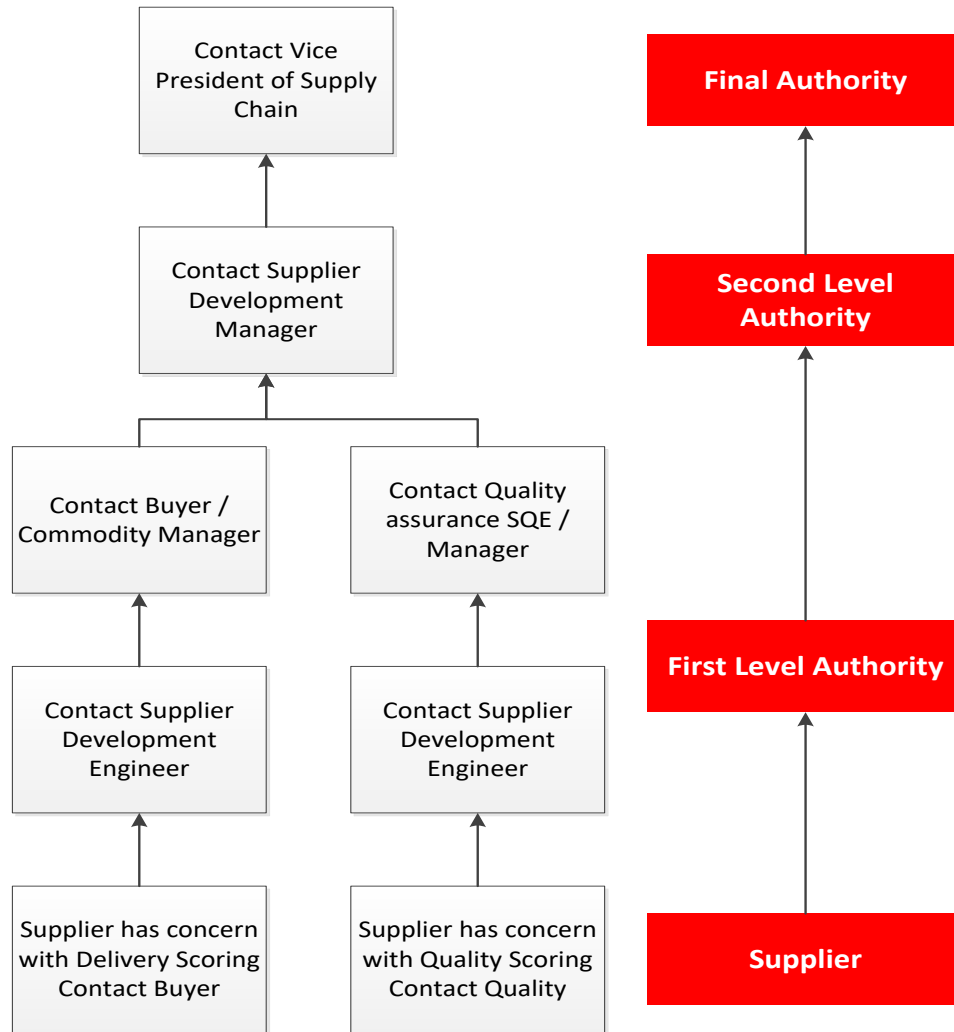 Contact Vice
President of Supply
Chain
Final Authority
Contact Supplier
Development
Manager
Second Level
Authority
Contact Buyer /
Commodity Manager
Contact Quality
assurance SQE /
Manager
First Level Authority
Contact Supplier
Development
Engineer
Contact Supplier
Development
Engineer
Supplier has concern
with Delivery Scoring
Contact Buyer
Supplier has concern
with Quality Scoring
Contact Quality
Supplier